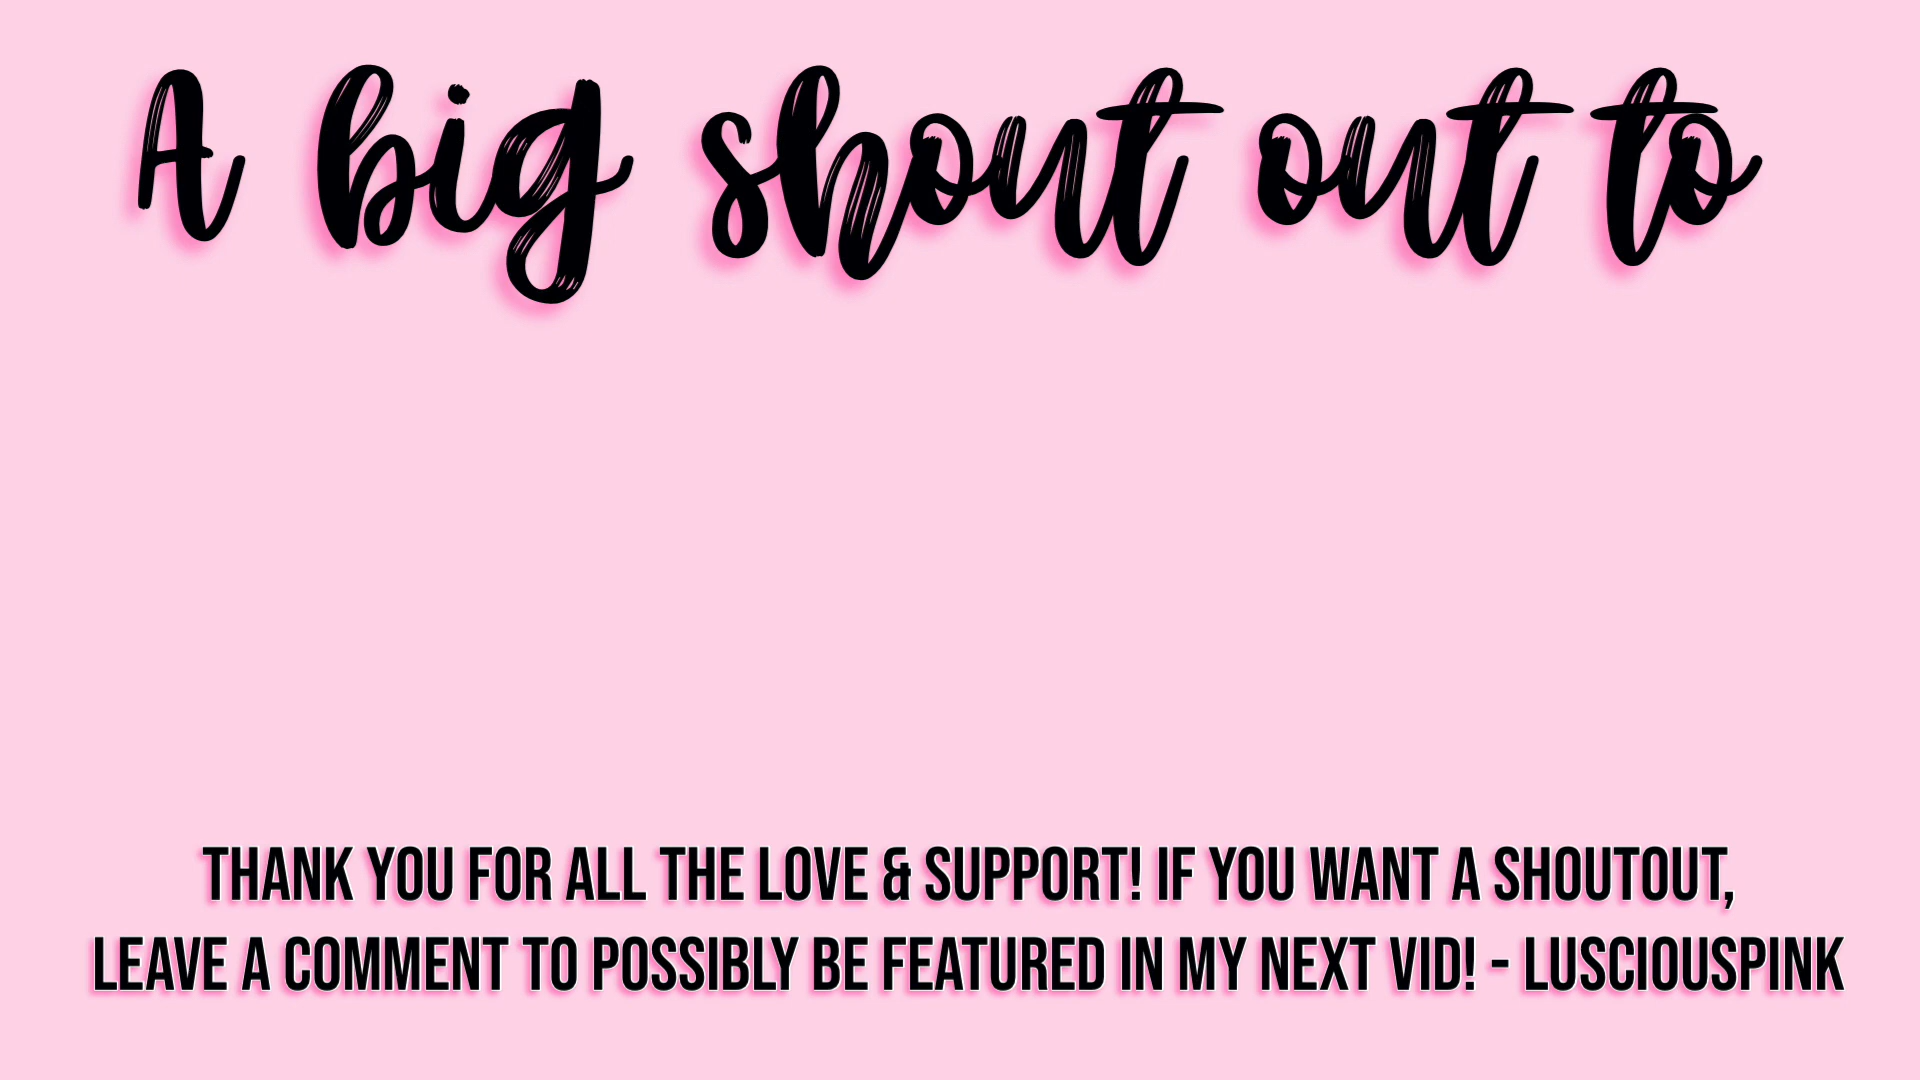 A big shout out to
THANK YOU FOR ALL THE LOVE & SUPPORT! IF YOU WANT A SHOUTOUT,
LEAVE A COMMENT TO POSSIBLY BE FEATURED IN MY NEXT VID! - LUSCIOUSPINK